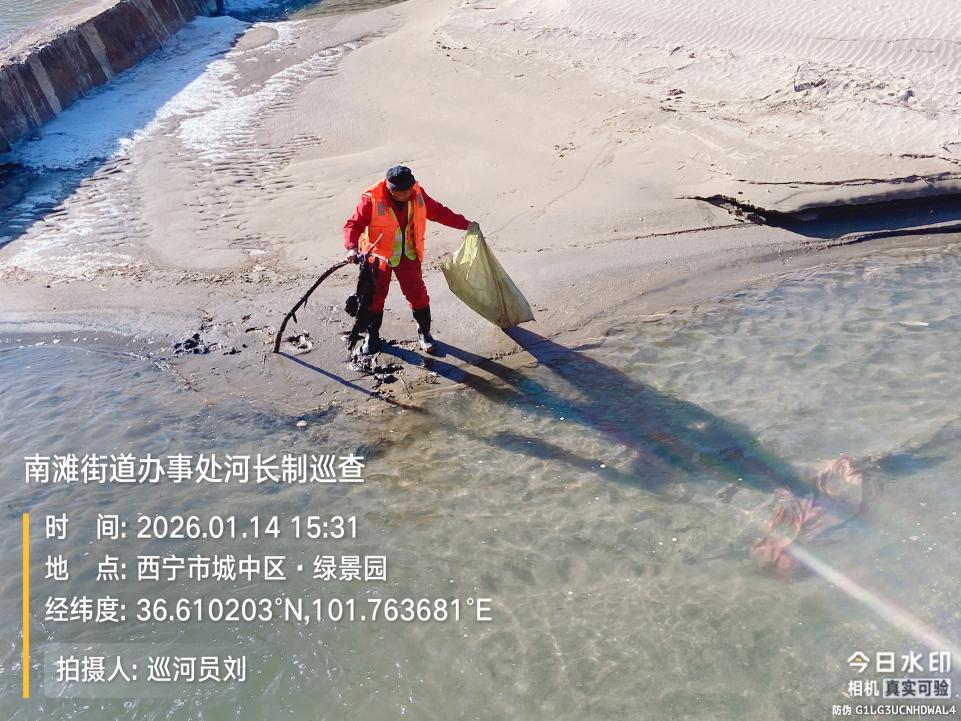 南滩街道办事处河长制巡查
时 间: 2026.01.14 15:31
地 点: 西宁市城中区·绿景园
经纬度: 36.610203°N,101.763681°E
拍摄人: 巡河员刘
今日水印
相机 真实可验
防伪 G1LG3UCNHDWAL4